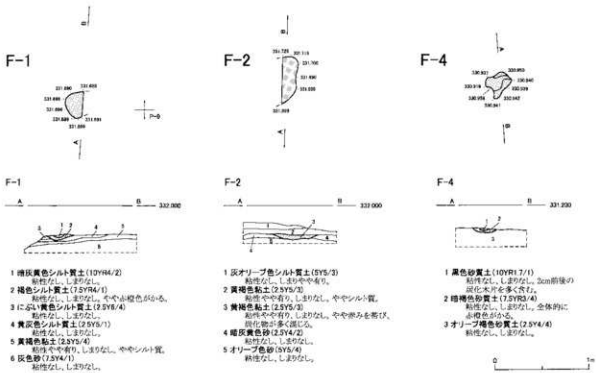 F-1
F-2
F-4
B
B
A
A
A
B
P-9
F-1
A
B
332.000
F-2
A
B
332.000
F-4
A
B
331.200
1 暗灰黄色シルト質土(10YR4/2)
粘性なし、しまりなし。
2 褐色シルト質土(7.5YR4/1)
粘性なし、しまりなし、やや赤橙色がかる。
3 にぶい黄色シルト質土(2.5Y6/4)
粘性なし、しまりなし。
4 黄灰色シルト質土(2.5Y5/1)
粘性なし、しまりなし。
5 黄褐色粘土(2.5Y5/4)
粘性やや有り、しまりなし、ややシルト質。
6 灰色砂(7.5Y4/1)
粘性なし、しまりなし。
1 灰オリーブ色シルト質土(5Y5/3)
粘性なし、しまりやや有り。
2 黄褐色粘土(2.5Y5/3)
粘性やや有り、しまりなし、ややシルト質。
3 黄褐色粘土(2.5Y5/3)
粘性やや有り、しまりなし、やや赤みを帯び、
炭化物が多く混じる。
4 暗灰黄色砂(2.5Y4/2)
粘性なし、しまりなし。
5 オリーブ色砂(5Y5/4)
粘性なし、しまりなし。
1 黒色砂質土(10YR1.7/1)
粘性なし、しまりなし、3cm前後の
炭化木片を多く含む。
2 暗褐色砂質土(7.5YR3/4)
粘性なし、しまりなし、全体的に
赤橙色がかる。
3 オリーブ褐色砂質土(2.5Y4/4)
粘性なし、しまりなし。
0
1m